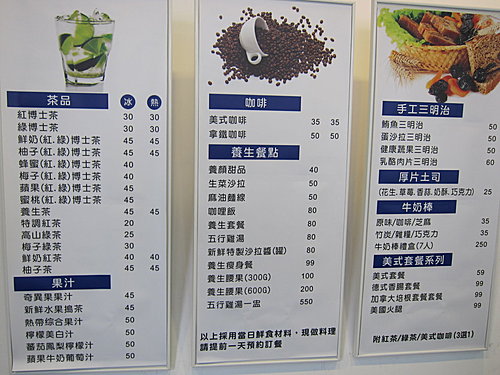 茶品 冰 熱
紅博士茶 30 30
綠博士茶 30 30
鮮奶(紅.綠)博士茶 45 45
柚子(紅.綠)博士茶 45 45
蜂蜜(紅.綠)博士茶 40
梅子(紅.綠)博士茶 40
蘋果(紅.綠)博士茶 45
蜜桃(紅.綠)博士茶 45
養生茶 45 45
特調紅茶 20
高山綠茶 25
梅子綠茶 30
鮮奶紅茶 40 40
柚子茶 45 45
果汁
奇異果果汁 45
新鮮水果搗茶 45
熱帶綜合果汁 50
檸檬美白汁 50
番茄鳳梨檸檬汁 50
蘋果牛奶葡萄汁 50
咖啡
美式咖啡 35 35
拿鐵咖啡 50 50
養生餐點
養顏甜品 40
生菜沙拉 50
麻油麵線 50
咖哩飯 80
養生套餐 80
五行雞湯 80
新鮮特製沙拉醬(罐) 80
養生瘦身餐 99
養生腰果(300G) 100
養生腰果(600G) 200
五行雞湯一盅 550
以上採用當日鮮食材料，現做料理
請提前一天預約訂餐
手工三明治
鮪魚三明治 50
蛋沙拉三明治 50
健康蔬果三明治 50
乳酪肉片三明治 60
厚片土司
(花生.草莓.香蒜.奶酥.巧克力) 25
牛奶棒
原味/咖啡/芝麻 35
竹炭/雜糧/巧克力 35
牛奶棒禮盒(7入) 250
美式套餐系列
美式套餐 59
德式香腸套餐 99
加拿大培根套餐套餐 99
美國火腿 99
附紅茶/綠茶/美式咖啡(3選1)